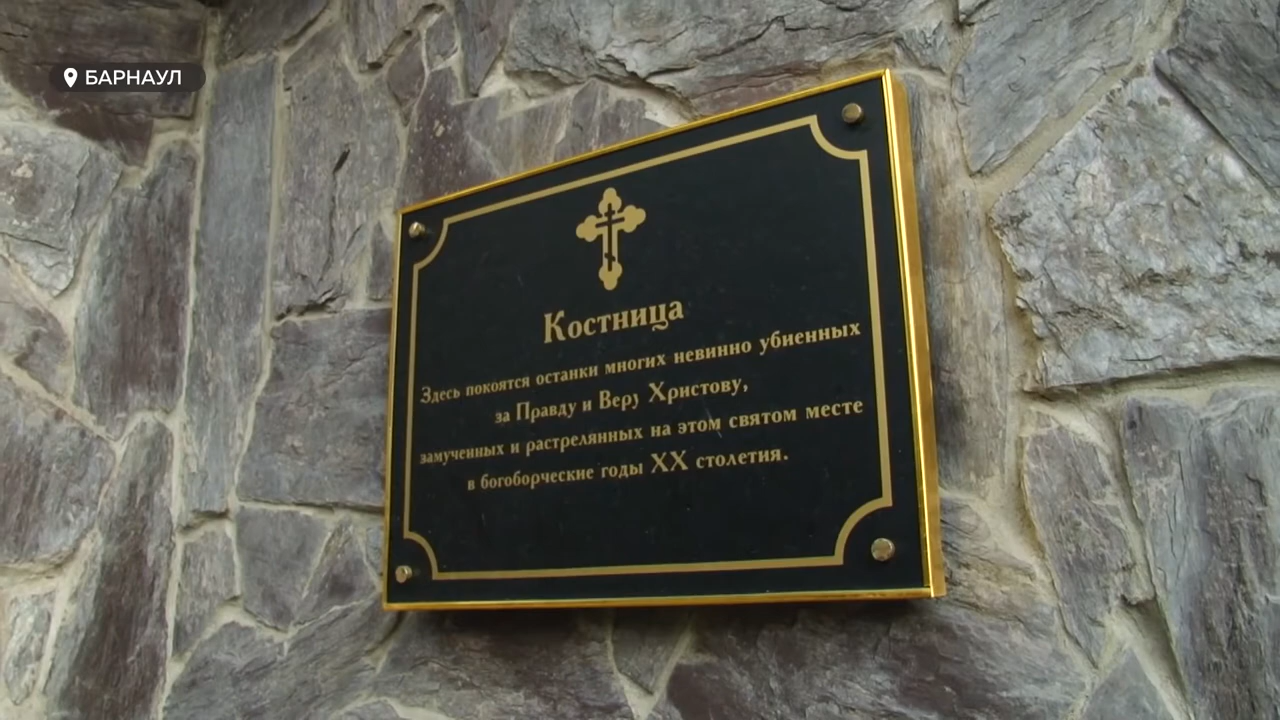 БАРНАУЛ
Костница
Здесь покоятся останки многих невинно убиенных
за Правду и Веру Христову,
замученных и растрелянных на этом святом месте
в богоборческие годы XX столетия.